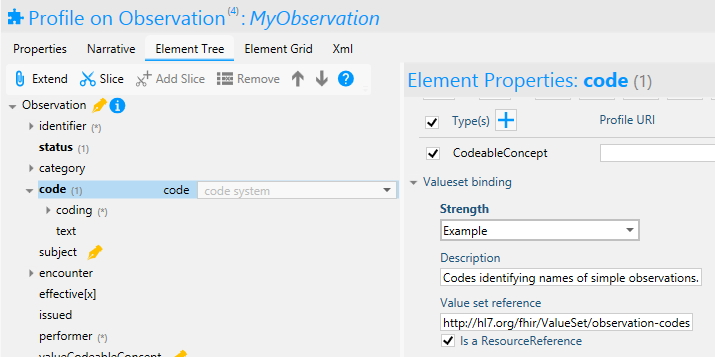 Profile on Observation(4): MyObservation
Properties Narrative Element Tree Element Grid Xml
Extend Slice Add Slice Remove
Observation
identifier (*)
status (1)
category
code (1) code code system
coding (*)
text
subject
encounter
effective[x]
issued
performer (*)
valueCodeableConcept
Element Properties: code (1)
Type(s) Profile URI
CodeableConcept
Valueset binding
Strength
Example
Description
Codes identifying names of simple observations.
Value set reference
http://hl7.org/fhir/ValueSet/observation-codes
Is a ResourceReference